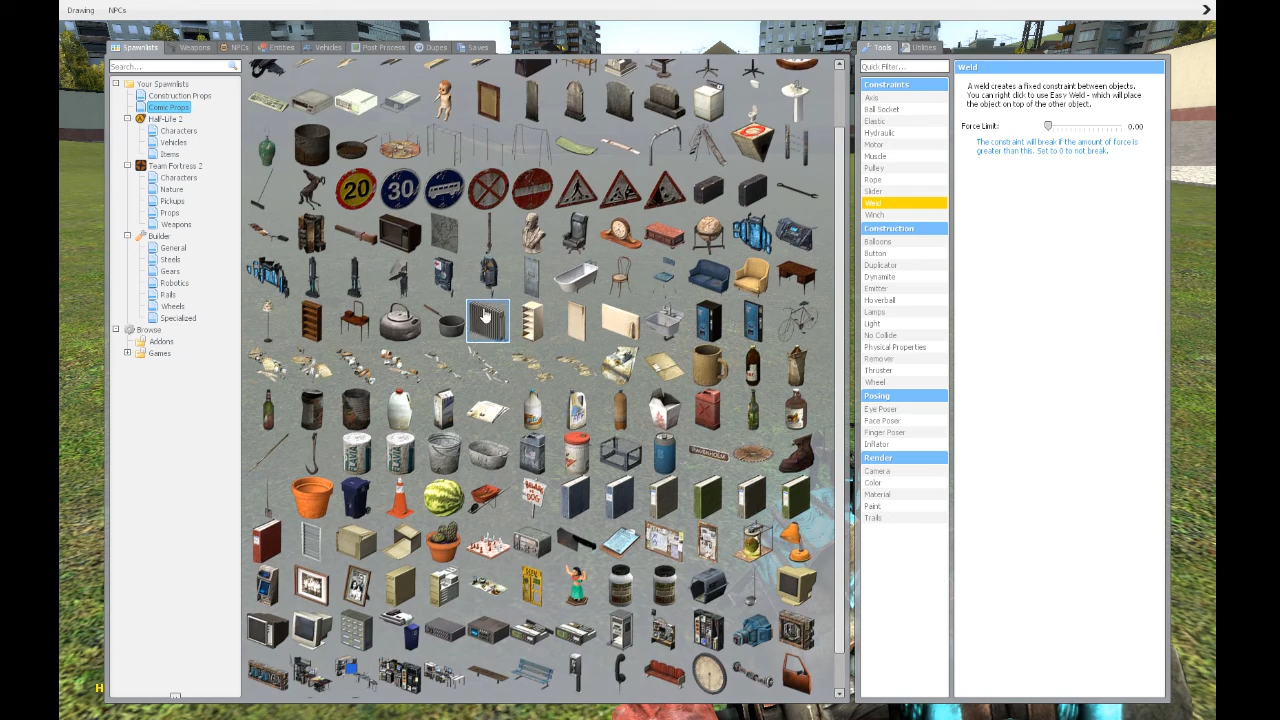 Drawing NPCs
Spawnlists Weapons NPCs Entities Vehicles Post Process Dupes Saves
Search...
Your Spawnlists
Construction Props
Comic Props
Half-Life 2
Characters
Vehicles
Items
Team Fortress 2
Characters
Nature
Pickups
Props
Weapons
Builder
General
Steels
Gears
Robotics
Rails
Wheels
Specialized
Browse
Addons
Games
20
30
RAVENHOLM
Tools Utilities
Quick Filter...
Constraints
Axis
Ball Socket
Elastic
Hydraulic
Motor
Muscle
Pulley
Rope
Slider
Weld
Winch
Construction
Balloons
Button
Duplicator
Dynamite
Emitter
Hoverball
Lamps
Light
No Collide
Physical Properties
Remover
Thruster
Wheel
Posing
Eye Poser
Face Poser
Finger Poser
Inflator
Render
Camera
Color
Material
Paint
Trails
Weld
A weld creates a fixed constraint between objects.
You can right click to use Easy Weld - which will place
the object on top of the other object.
Force Limit: 0.00
The constraint will break if the amount of force is
greater than this. Set to 0 to not break.
H